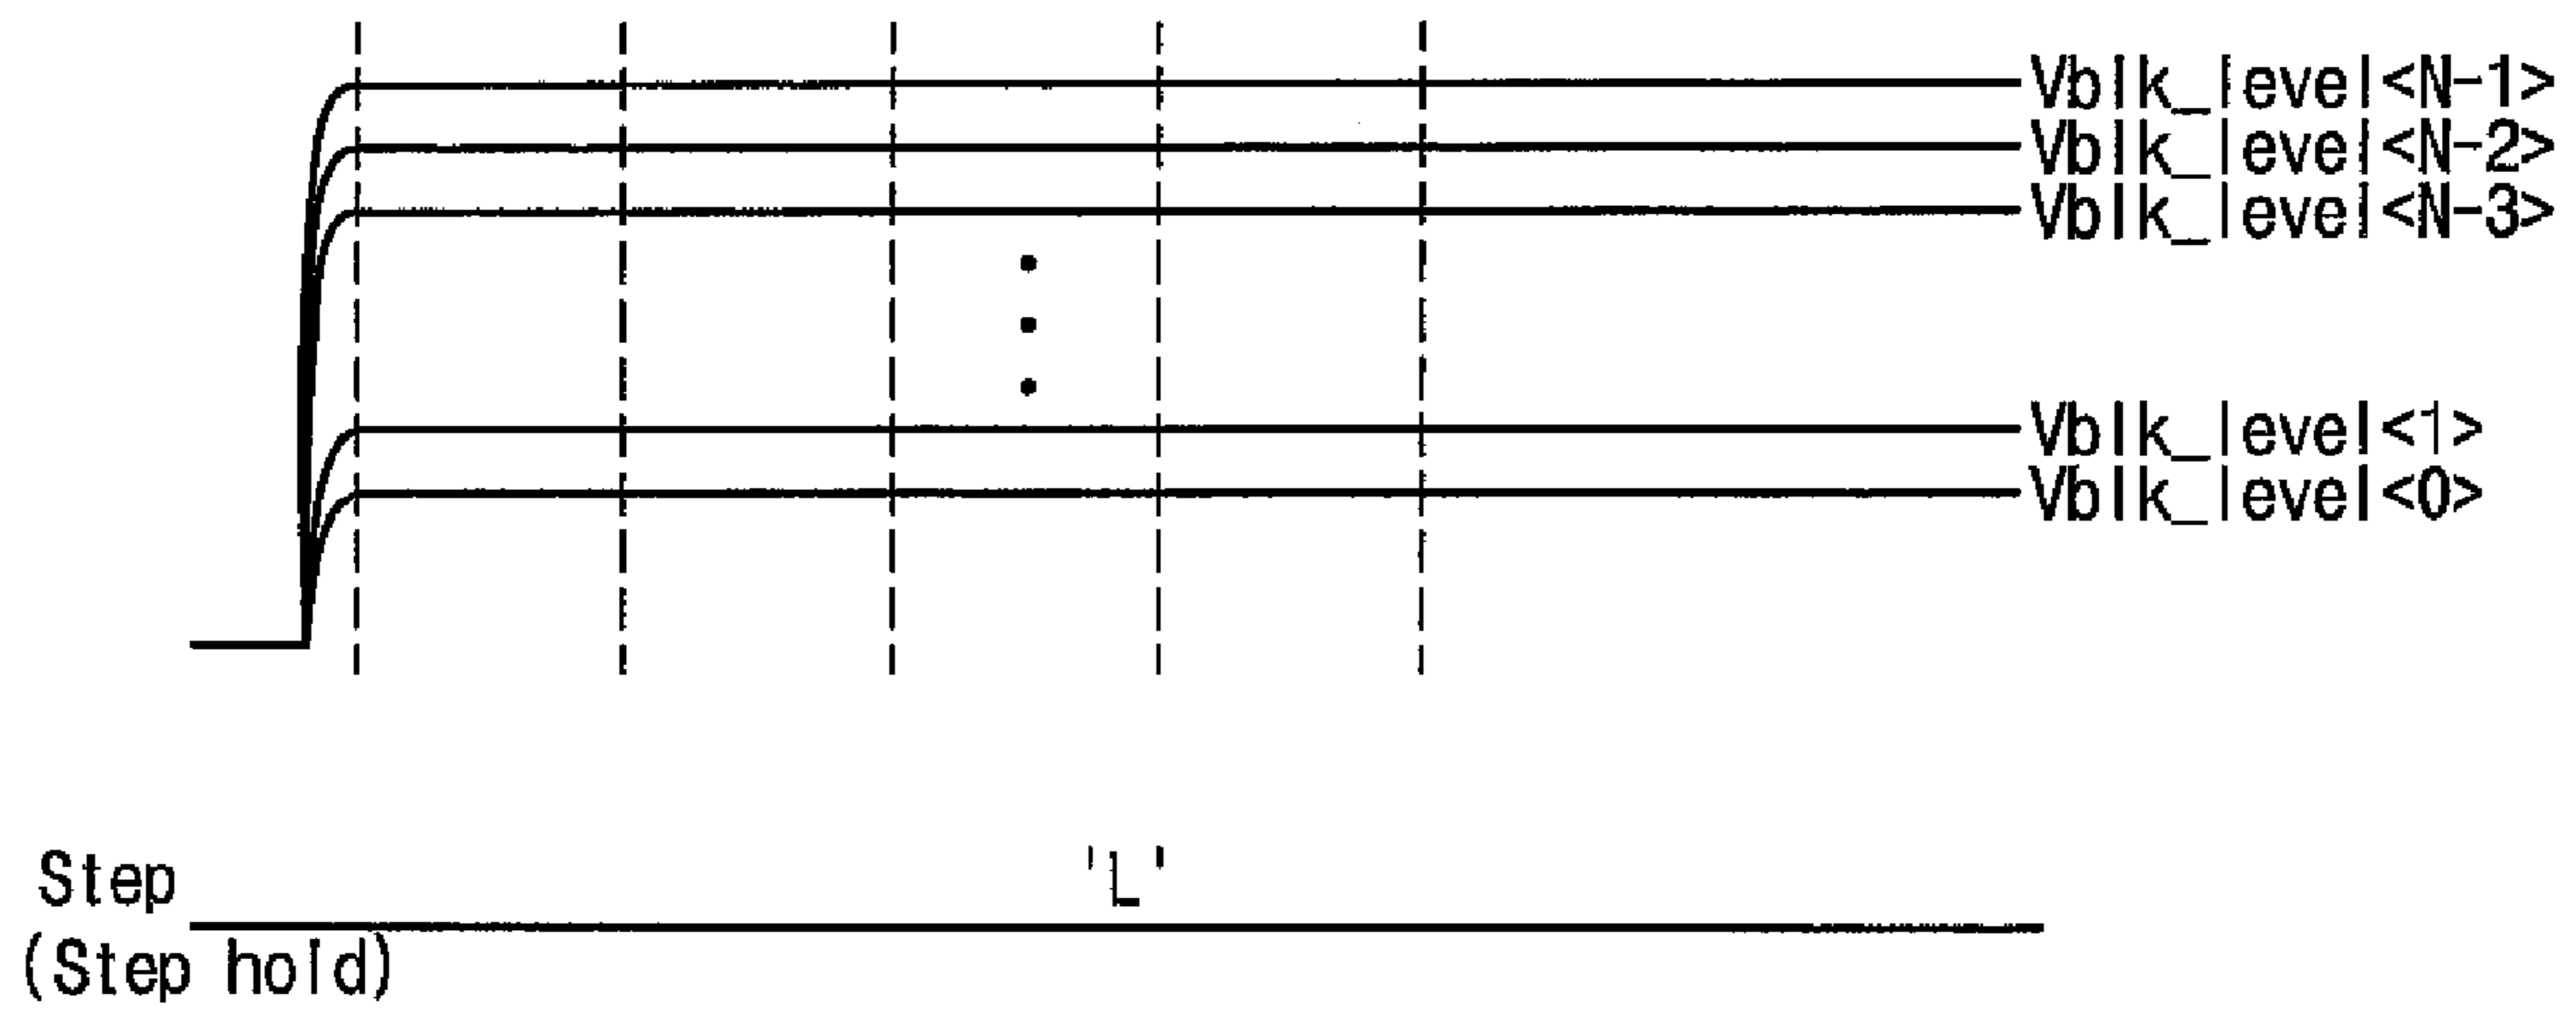 Vblk_level<N-1>
Vblk_level<N-2>
Vblk_level<N-3>
Vblk_level<1>
Vblk_level<0>
Step
'L'
(Step hold)